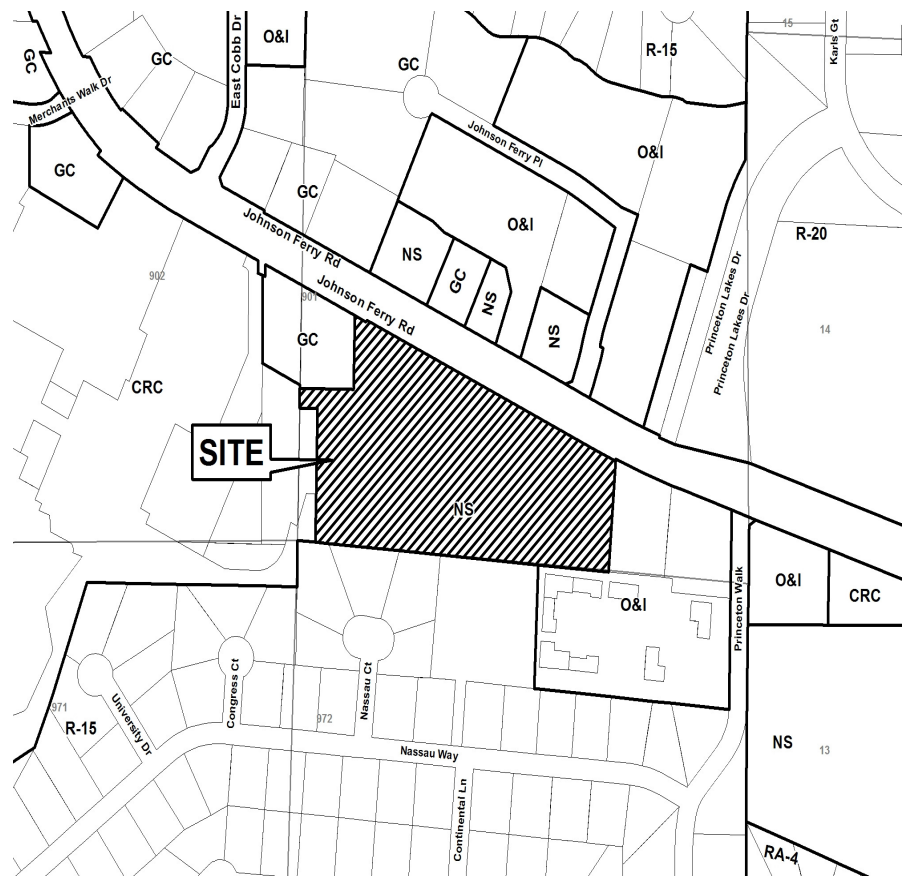 GC
Merchants Walk Dr
GC
East Cobb Dr
O&I
GC
R-15
15
Karls Gt
GC
Johnson Ferry Pl
O&I
GC
O&I
R-20
Johnson Ferry Rd
NS
GC
NS
NS
902
901
Johnson Ferry Rd
GC
Princeton Lakes Dr
Princeton Lakes Dr
14
CRC
SITE
NS
O&I
Princeton Walk
O&I
CRC
971
R-15
University Dr
Congress Ct
Nassau Ct
972
Nassau Way
Continental Ln
NS
13
RA-4